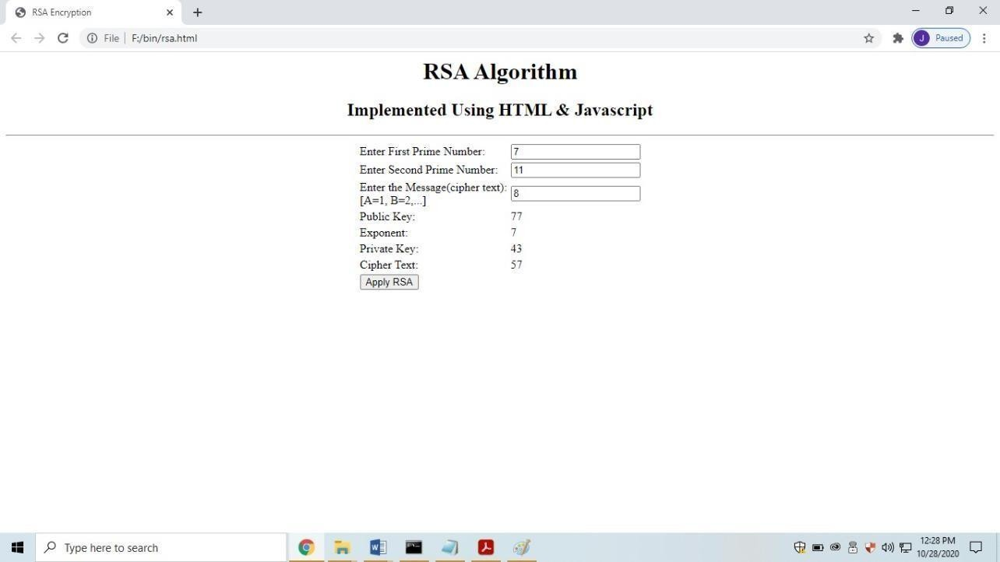 RSA Encryption
File F:/bin/rsa.html
J Paused
RSA Algorithm
Implemented Using HTML & Javascript
Enter First Prime Number: 7
Enter Second Prime Number: 11
Enter the Message(cipher text): 8
[A=1, B=2,...]
Public Key: 77
Exponent: 7
Private Key: 43
Cipher Text: 57
Apply RSA
Type here to search
12:28 PM
10/28/2020